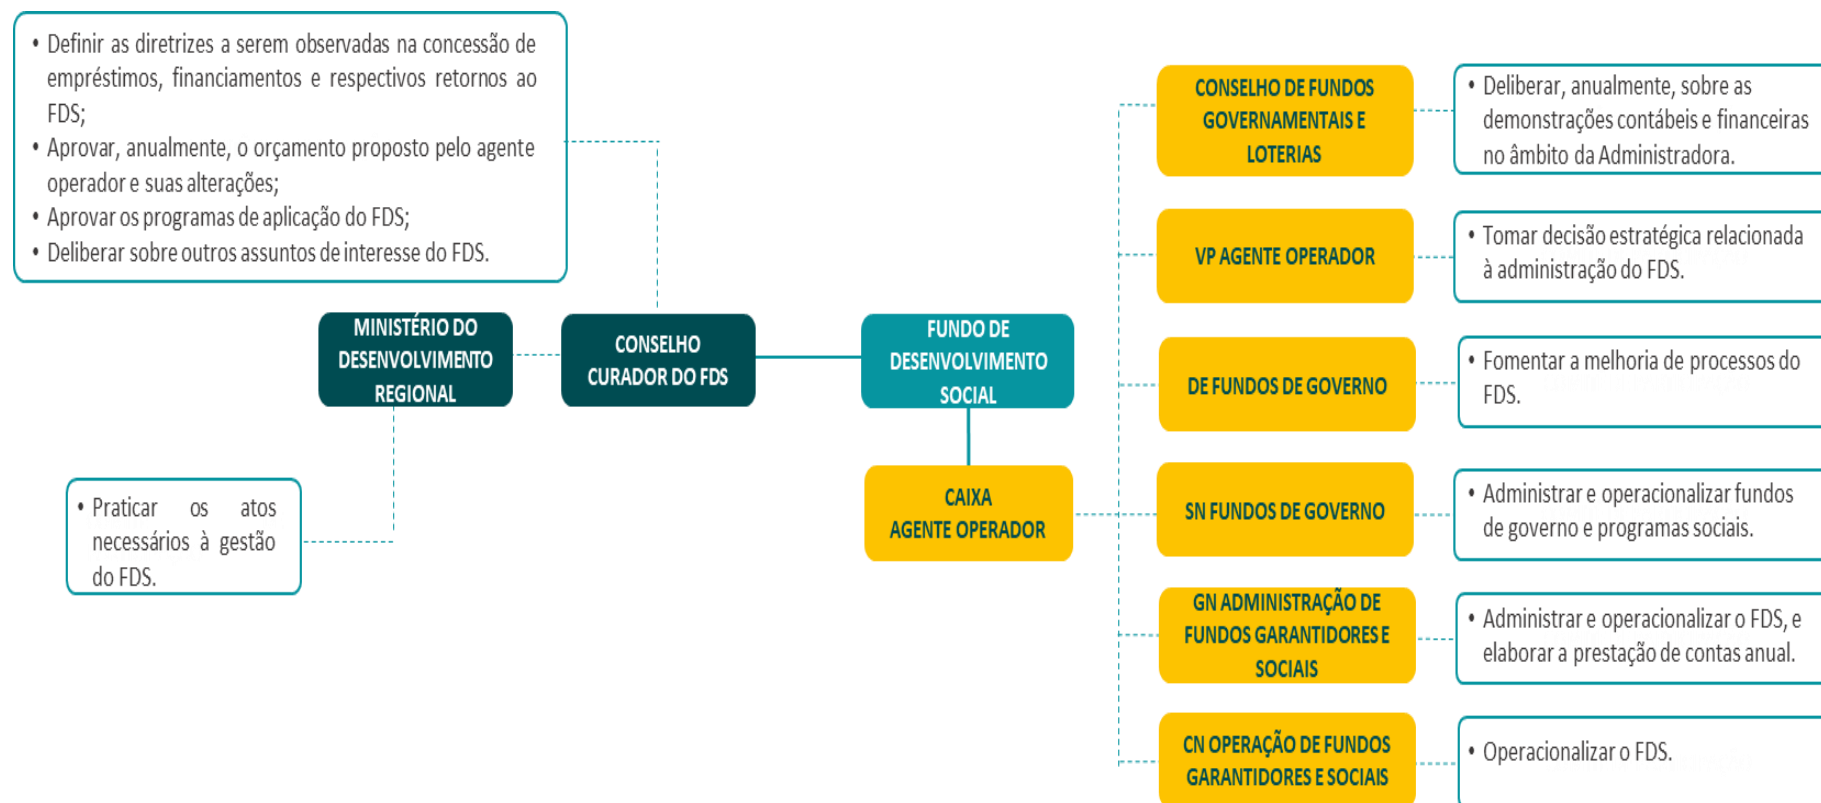 • Definir as diretrizes a serem observadas na concessão de
empréstimos, financiamentos e respectivos retornos ao
FDS;
• Aprovar, anualmente, o orçamento proposto pelo agente
operador e suas alterações;
• Aprovar os programas de aplicação do FDS;
• Deliberar sobre outros assuntos de interesse do FDS.
MINISTÉRIO DO
DESENVOLVIMENTO
REGIONAL
CONSELHO
CURADOR DO FDS
FUNDO DE
DESENVOLVIMENTO
SOCIAL
• Praticar os atos
necessários à gestão
do FDS.
CAIXA
AGENTE OPERADOR
CONSELHO DE FUNDOS
GOVERNAMENTAIS E
LOTERIAS
• Deliberar, anualmente, sobre as
demonstrações contábeis e financeiras
no âmbito da Administradora.
VP AGENTE OPERADOR
• Tomar decisão estratégica relacionada
à administração do FDS.
DE FUNDOS DE GOVERNO
• Fomentar a melhoria de processos do
FDS.
SN FUNDOS DE GOVERNO
• Administrar e operacionalizar fundos
de governo e programas sociais.
GN ADMINISTRAÇÃO DE
FUNDOS GARANTIDORES E
SOCIAIS
• Administrar e operacionalizar o FDS, e
elaborar a prestação de contas anual.
CN OPERAÇÃO DE FUNDOS
GARANTIDORES E SOCIAIS
• Operacionalizar o FDS.